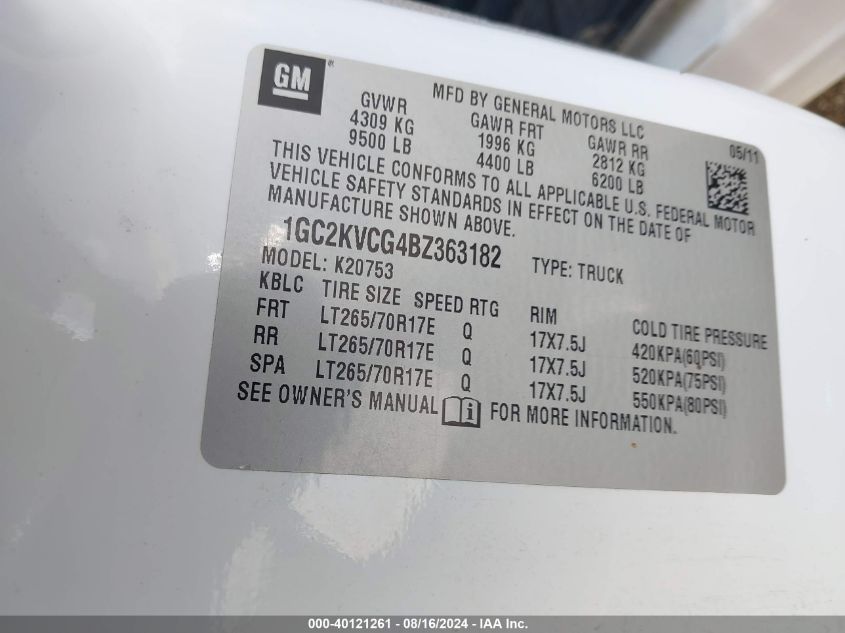 GM ®
MFD BY GENERAL MOTORS LLC
GVWR GAWR FRT GAWR RR 05/11
4309 KG 1996 KG 2812 KG
9500 LB 4400 LB 6200 LB
THIS VEHICLE CONFORMS TO ALL APPLICABLE U.S. FEDERAL MOTOR
VEHICLE SAFETY STANDARDS IN EFFECT ON THE DATE OF
MANUFACTURE SHOWN ABOVE.
1GC2KVCG4BZ363182 TYPE: TRUCK
MODEL: K20753
KBLC TIRE SIZE SPEED RTG RIM COLD TIRE PRESSURE
FRT LT265/70R17E Q 17X7.5J 420KPA(60PSI)
RR LT265/70R17E Q 17X7.5J 520KPA(75PSI)
SPA LT265/70R17E Q 17X7.5J 550KPA(80PSI)
SEE OWNER'S MANUAL i FOR MORE INFORMATION.
000-40121261 - 08/16/2024 - IAA Inc.